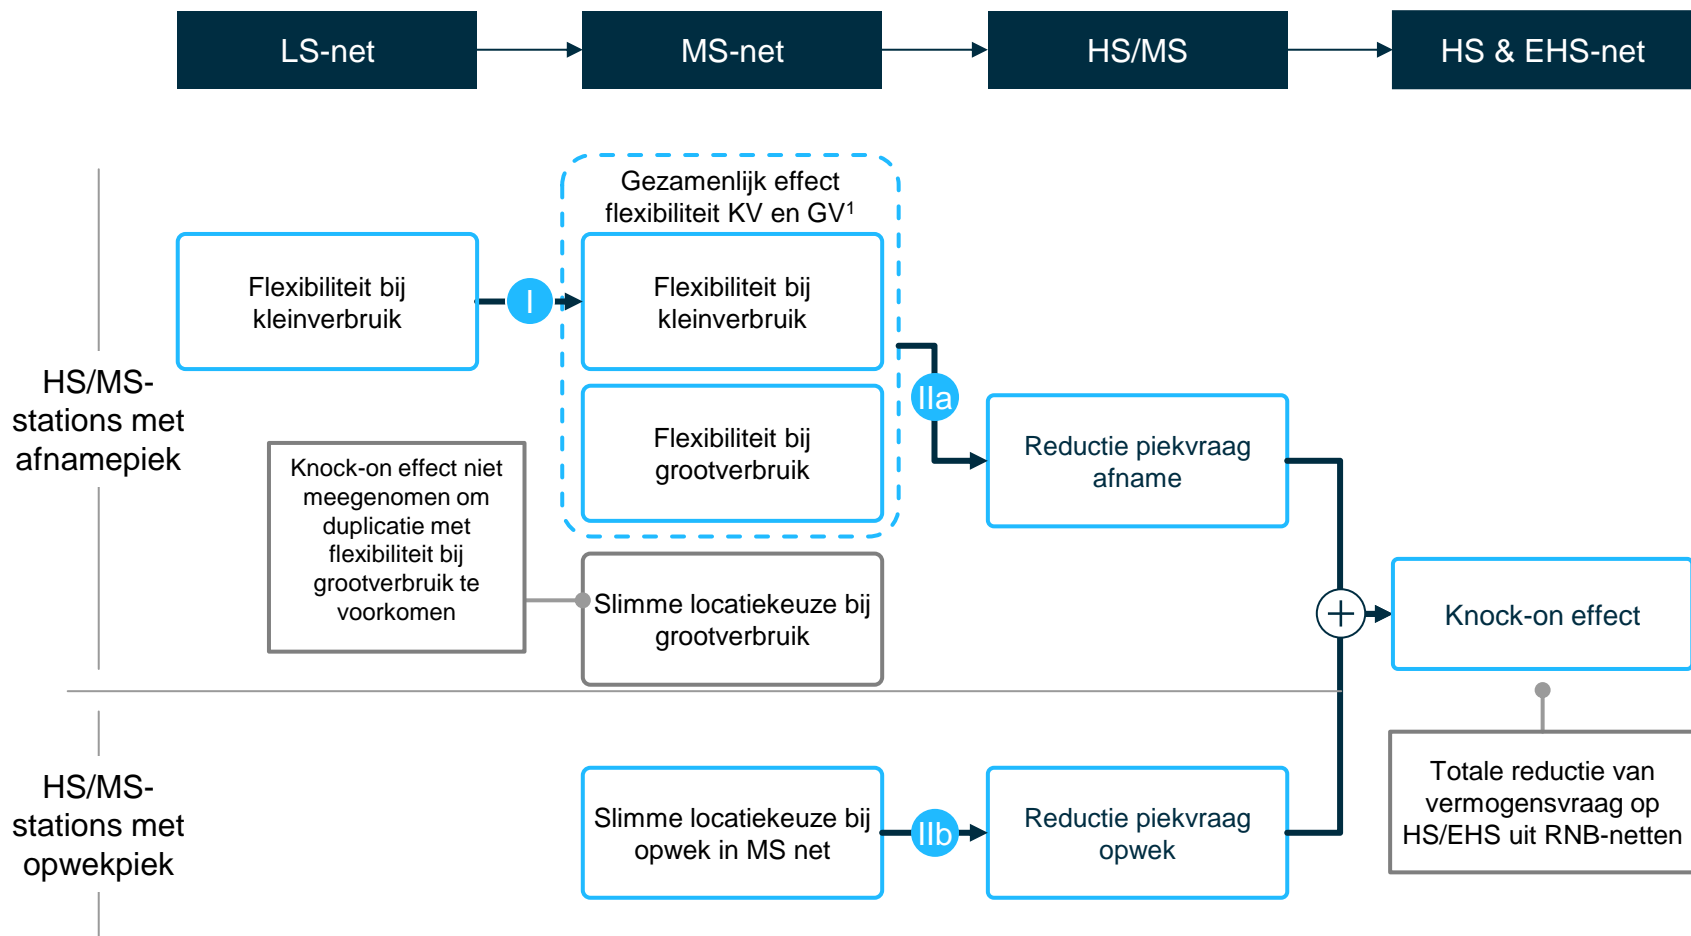 LS-net
MS-net
HS/MS
HS & EHS-net
HS/MS-
stations met
afnamepiek
Flexibiliteit bij
kleinverbruik
I
Gezamenlijk effect
flexibiliteit KV en GV¹
Flexibiliteit bij
kleinverbruik
Flexibiliteit bij
grootverbruik
IIa
Reductie piekvraag
afname
Knock-on effect niet
meegenomen om
duplicatie met
flexibiliteit bij
grootverbruik te
voorkomen
Slimme locatiekeuze bij
grootverbruik
Knock-on effect
Totale reductie van
vermogensvraag op
HS/EHS uit RNB-netten
HS/MS-
stations met
opwekpiek
Slimme locatiekeuze bij
opwek in MS net
IIb
Reductie piekvraag
opwek